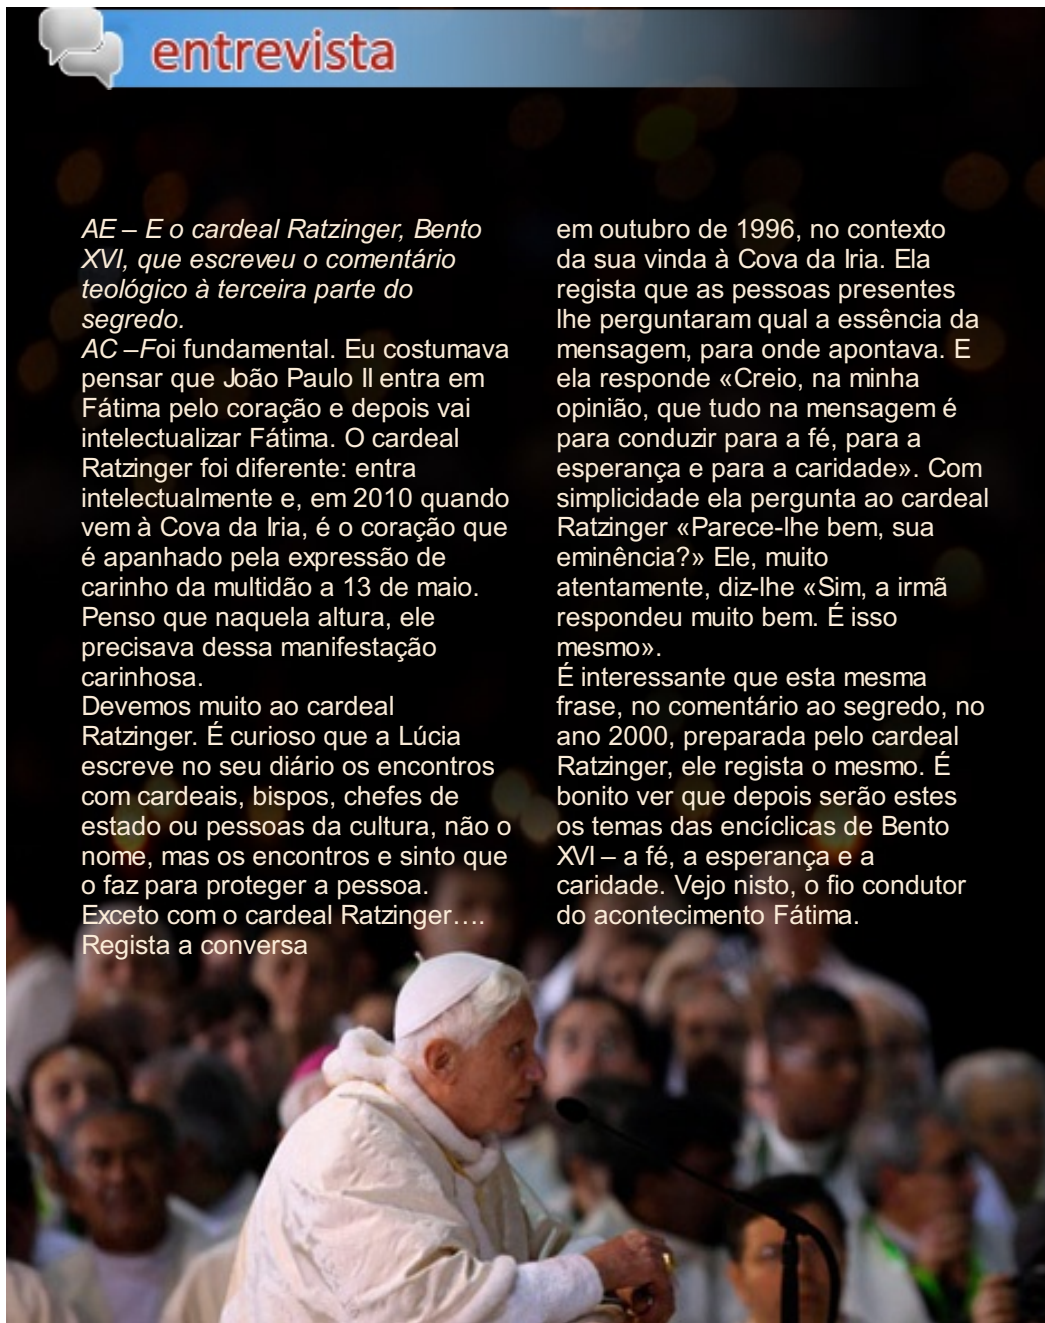 entrevista
AE – E o cardeal Ratzinger, Bento
XVI, que escreveu o comentário
teológico à terceira parte do
segredo.
AC –Foi fundamental. Eu costumava
pensar que João Paulo II entra em
Fátima pelo coração e depois vai
intelectualizar Fátima. O cardeal
Ratzinger foi diferente: entra
intelectualmente e, em 2010 quando
vem à Cova da Iria, é o coração que
é apanhado pela expressão de
carinho da multidão a 13 de maio.
Penso que naquela altura, ele
precisava dessa manifestação
carinhosa.
Devemos muito ao cardeal
Ratzinger. É curioso que a Lúcia
escreve no seu diário os encontros
com cardeais, bispos, chefes de
estado ou pessoas da cultura, não o
nome, mas os encontros e sinto que
o faz para proteger a pessoa.
Exceto com o cardeal Ratzinger….
Regista a conversa
em outubro de 1996, no contexto
da sua vinda à Cova da Iria. Ela
regista que as pessoas presentes
lhe perguntaram qual a essência da
mensagem, para onde apontava. E
ela responde «Creio, na minha
opinião, que tudo na mensagem é
para conduzir para a fé, para a
esperança e para a caridade». Com
simplicidade ela pergunta ao cardeal
Ratzinger «Parece-lhe bem, sua
eminência?» Ele, muito
atentamente, diz-lhe «Sim, a irmã
respondeu muito bem. É isso
mesmo».
É interessante que esta mesma
frase, no comentário ao segredo, no
ano 2000, preparada pelo cardeal
Ratzinger, ele regista o mesmo. É
bonito ver que depois serão estes
os temas das encíclicas de Bento
XVI – a fé, a esperança e a
caridade. Vejo nisto, o fio condutor
do acontecimento Fátima.